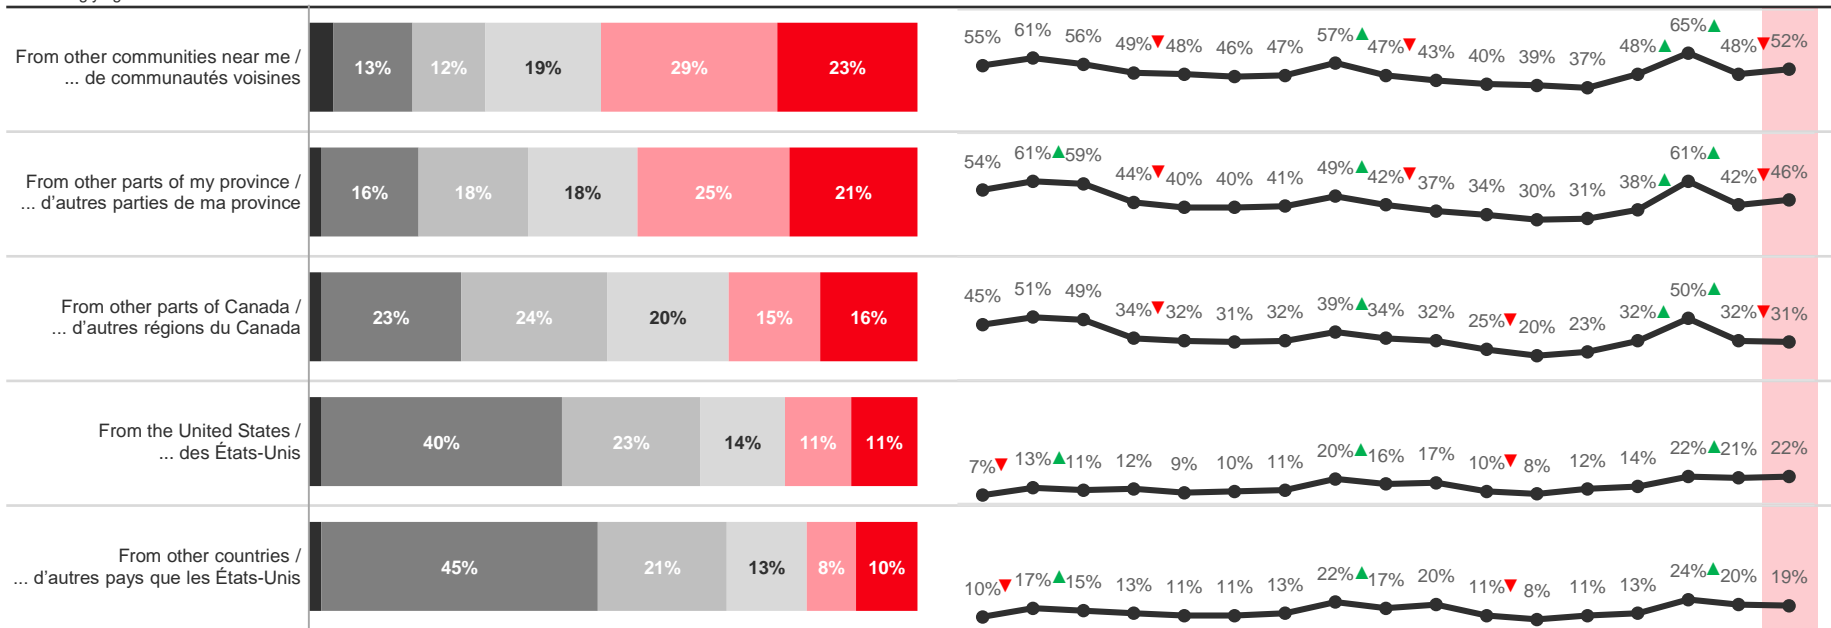 From other communities near me /
... de communautés voisines
13% 12% 19% 29% 23%
55% 61% 56% 49% 48% 46% 47% 57% 47% 43% 40% 39% 37% 48% 65% 48% 52%
From other parts of my province /
... d'autres parties de ma province
16% 18% 18% 25% 21%
54% 61% 59% 44% 40% 40% 41% 49% 42% 37% 34% 30% 31% 38% 61% 42% 46%
From other parts of Canada /
... d'autres régions du Canada
23% 24% 20% 15% 16%
45% 51% 49% 34% 32% 31% 32% 39% 34% 32% 25% 20% 23% 32% 50% 32% 31%
From the United States /
... des États-Unis
40% 23% 14% 11% 11%
7% 13% 11% 12% 9% 10% 11% 20% 16% 17% 10% 8% 12% 14% 22% 21% 22%
From other countries /
... d'autres pays que les États-Unis
45% 21% 13% 8% 10%
10% 17% 15% 13% 11% 11% 13% 22% 17% 20% 11% 8% 11% 13% 24% 20% 19%